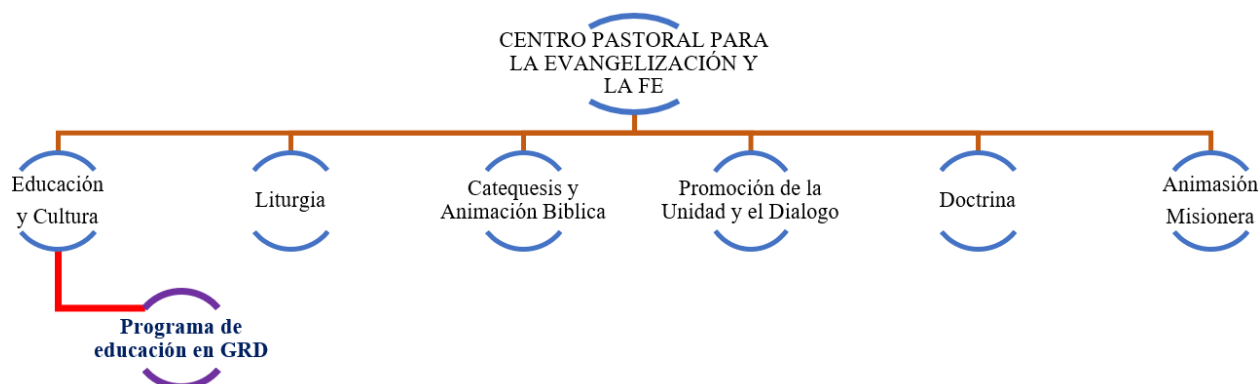 CENTRO PASTORAL PARA
LA EVANGELIZACIÓN Y
LA FE
Educación
y Cultura
Liturgia
Catequesis y
Animación Biblica
Promoción de la
Unidad y el Dialogo
Doctrina
Animasión
Misionera
Programa de
educación en GRD